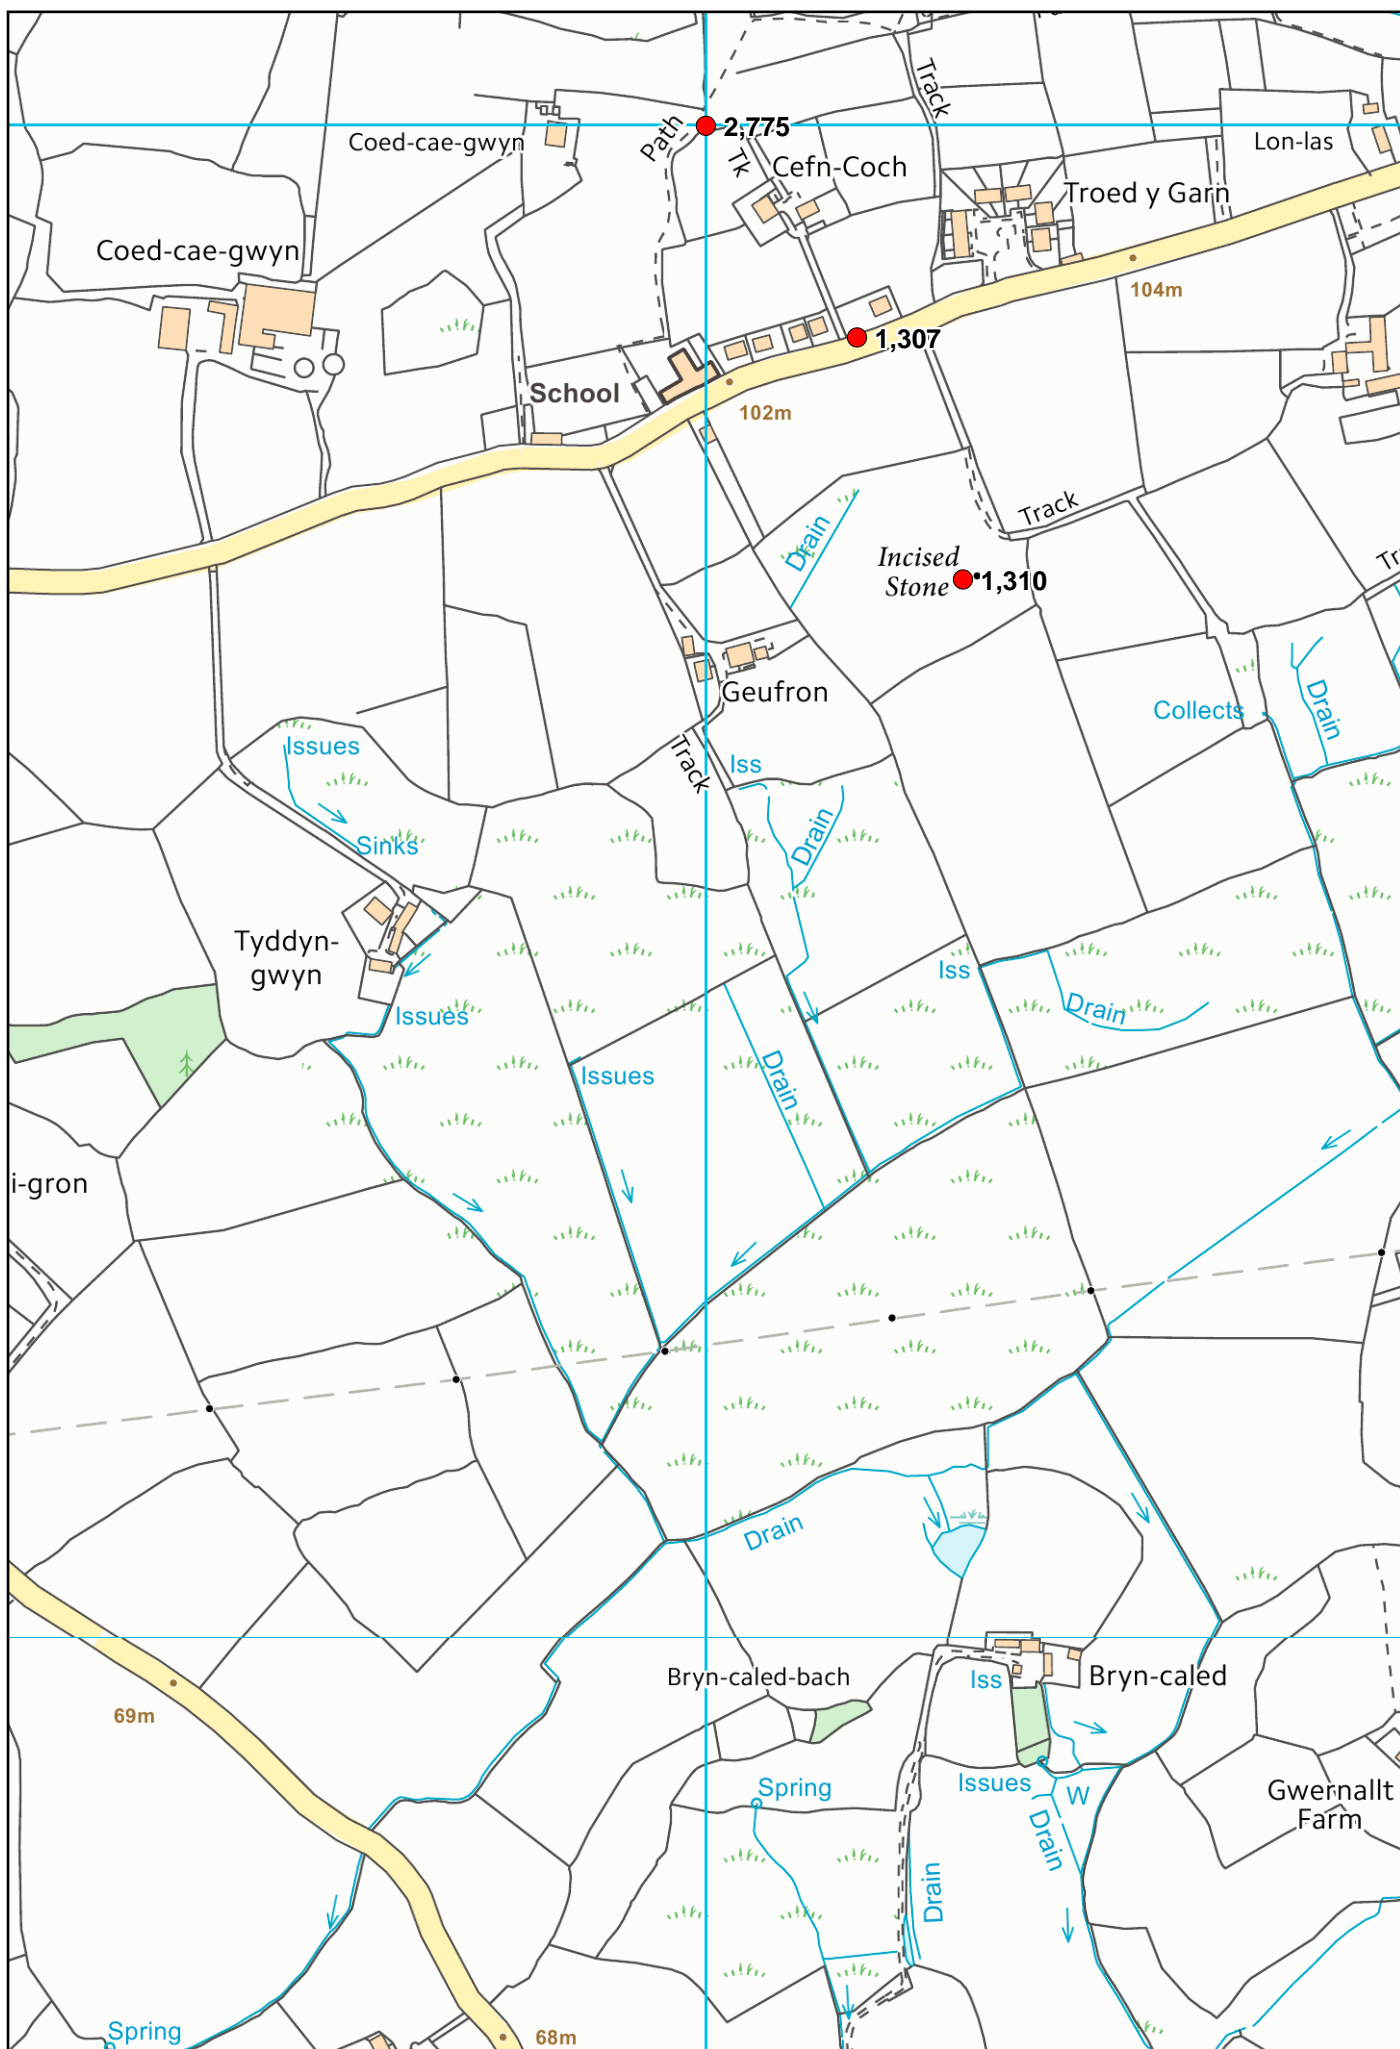 Track
Path
2,775
Coed-cae-gwyn
Tk
Cefn-Coch
Lon-las
Troed y Garn
Coed-cae-gwyn
104m
1,307
School
102m
Track
Drain
Incised
Stone
1,310
Geufron
Collects
Drain
Issues
Track
Iss
Sinks
Drain
Tyddyn-
gwyn
Iss
Issues
Drain
Issues
Drain
i-gron
Drain
Bryn-caled-bach
Iss
Bryn-caled
69m
Spring
Issues
W
Gwernallt
Farm
Drain
Drain
Spring
68m